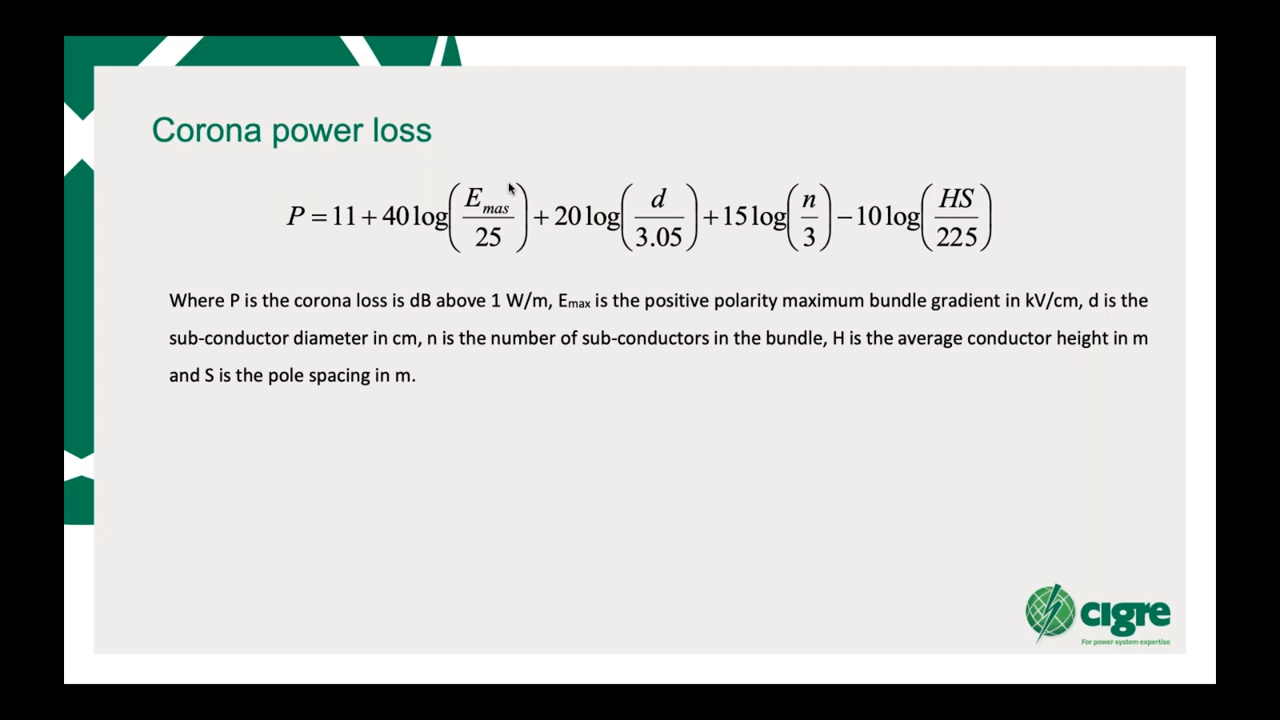 Corona power loss
P = 11 + 40 log(E_mas/25) + 20 log(d/3.05) + 15 log(n/3) − 10 log(HS/225)
Where P is the corona loss is dB above 1 W/m, Emax is the positive polarity maximum bundle gradient in kV/cm, d is the
sub-conductor diameter in cm, n is the number of sub-conductors in the bundle, H is the average conductor height in m
and S is the pole spacing in m.
cigre
For power system expertise